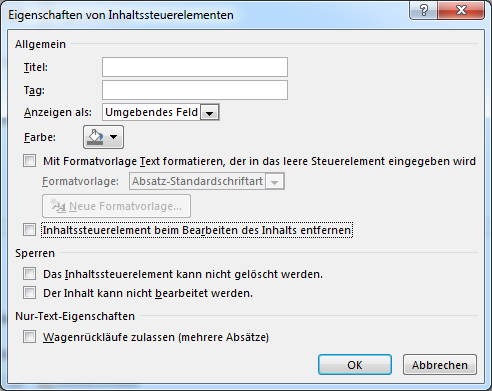 Eigenschaften von Inhaltssteuerelementen
Allgemein
Titel:
Tag:
Anzeigen als: Umgebendes Feld
Farbe:
Mit Formatvorlage Text formatieren, der in das leere Steuerelement eingegeben wird
Formatvorlage: Absatz-Standardschriftart
Neue Formatvorlage...
Inhaltssteuerelement beim Bearbeiten des Inhalts entfernen
Sperren
Das Inhaltssteuerelement kann nicht gelöscht werden.
Der Inhalt kann nicht bearbeitet werden.
Nur-Text-Eigenschaften
Wagenrückläufe zulassen (mehrere Absätze)
OK Abbrechen